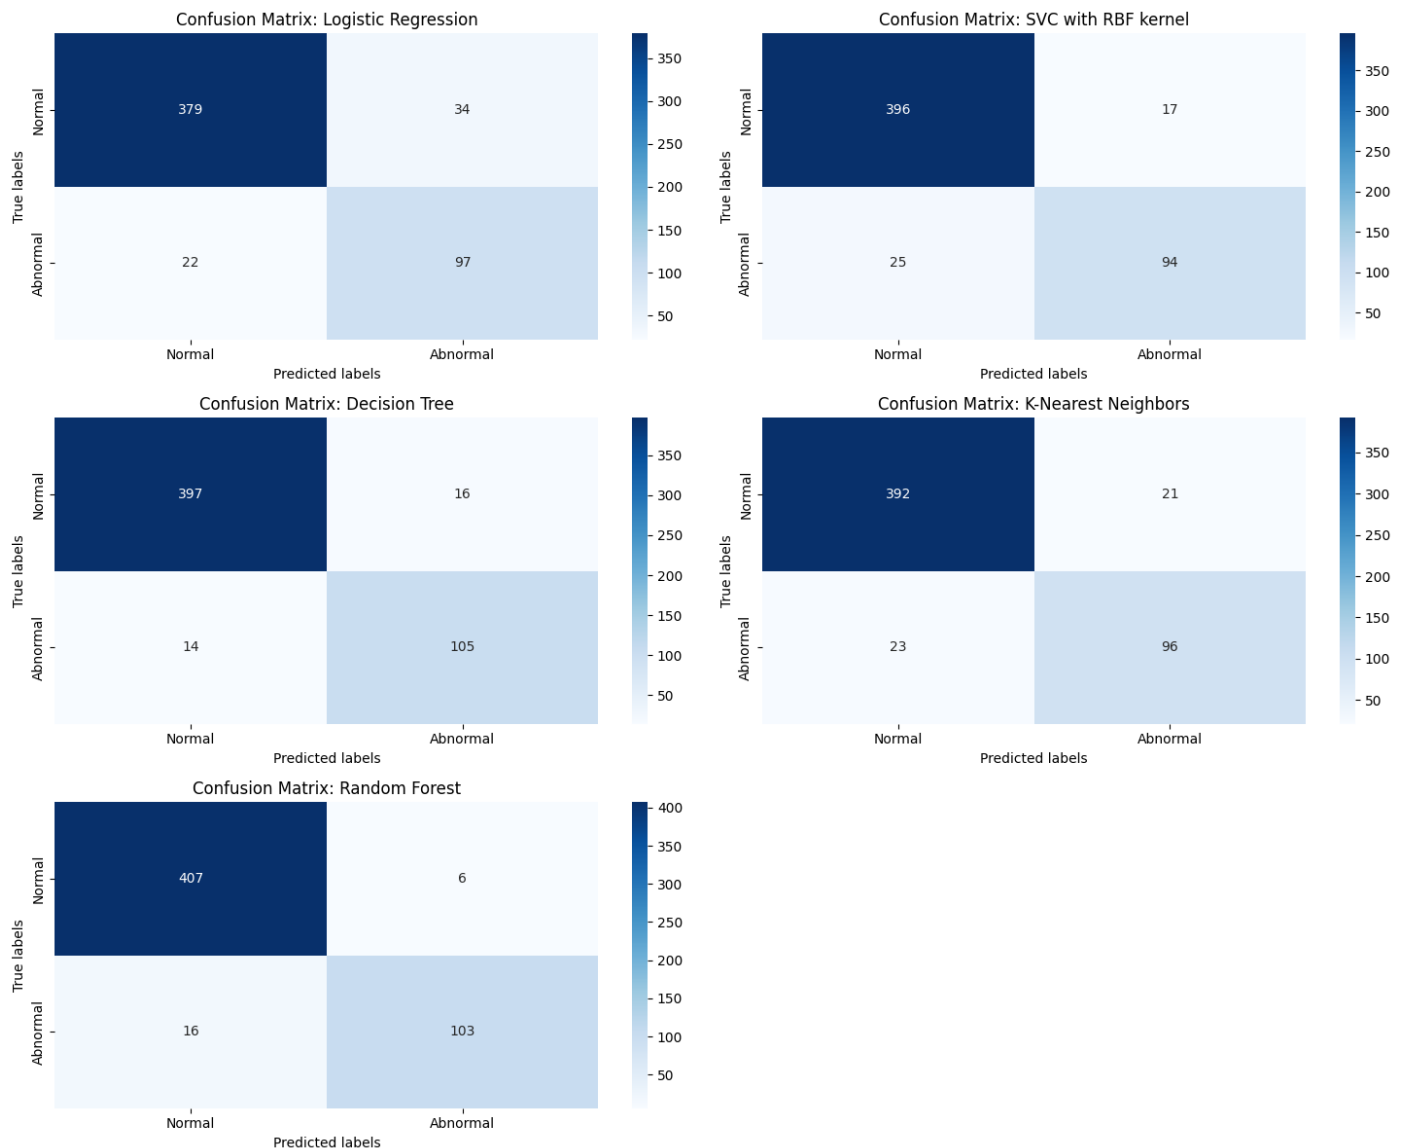 Confusion Matrix: Logistic Regression
True labels
Normal
Abnormal
379
34
22
97
Normal
Abnormal
Predicted labels
350
300
250
200
150
100
50
Confusion Matrix: SVC with RBF kernel
True labels
Normal
Abnormal
396
17
25
94
Normal
Abnormal
Predicted labels
350
300
250
200
150
100
50
Confusion Matrix: Decision Tree
True labels
Normal
Abnormal
397
16
14
105
Normal
Abnormal
Predicted labels
350
300
250
200
150
100
50
Confusion Matrix: K-Nearest Neighbors
True labels
Normal
Abnormal
392
21
23
96
Normal
Abnormal
Predicted labels
350
300
250
200
150
100
50
Confusion Matrix: Random Forest
True labels
Normal
Abnormal
407
6
16
103
Normal
Abnormal
Predicted labels
400
350
300
250
200
150
100
50